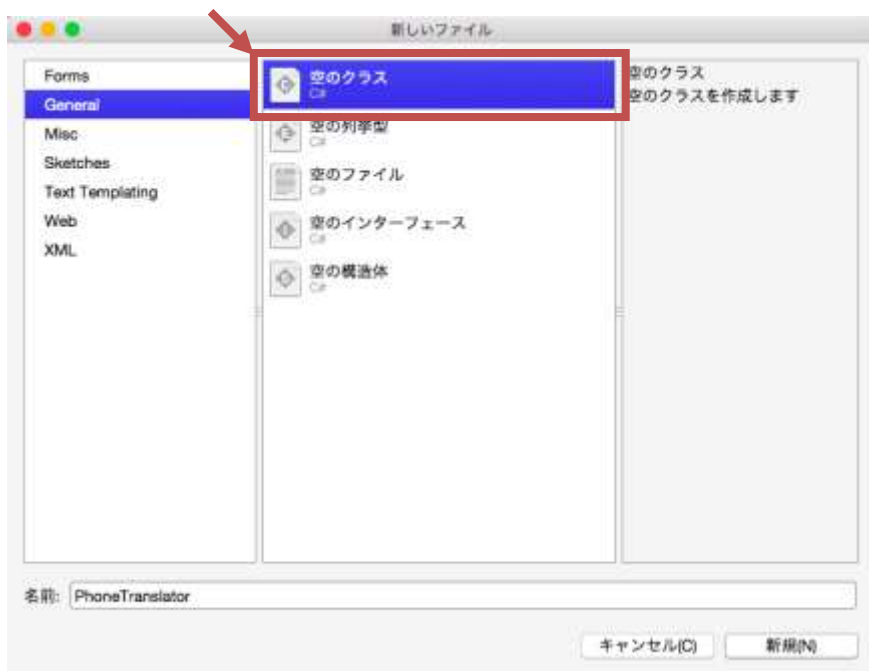 新しいファイル
Forms
General
Misc
Sketches
Text Templating
Web
XML
空のクラス
C#
空の列挙型
C#
空のファイル
C#
空のインターフェース
C#
空の構造体
C#
空のクラス
空のクラスを作成します
名前: PhoneTranslator
キャンセル(C) 新規(N)